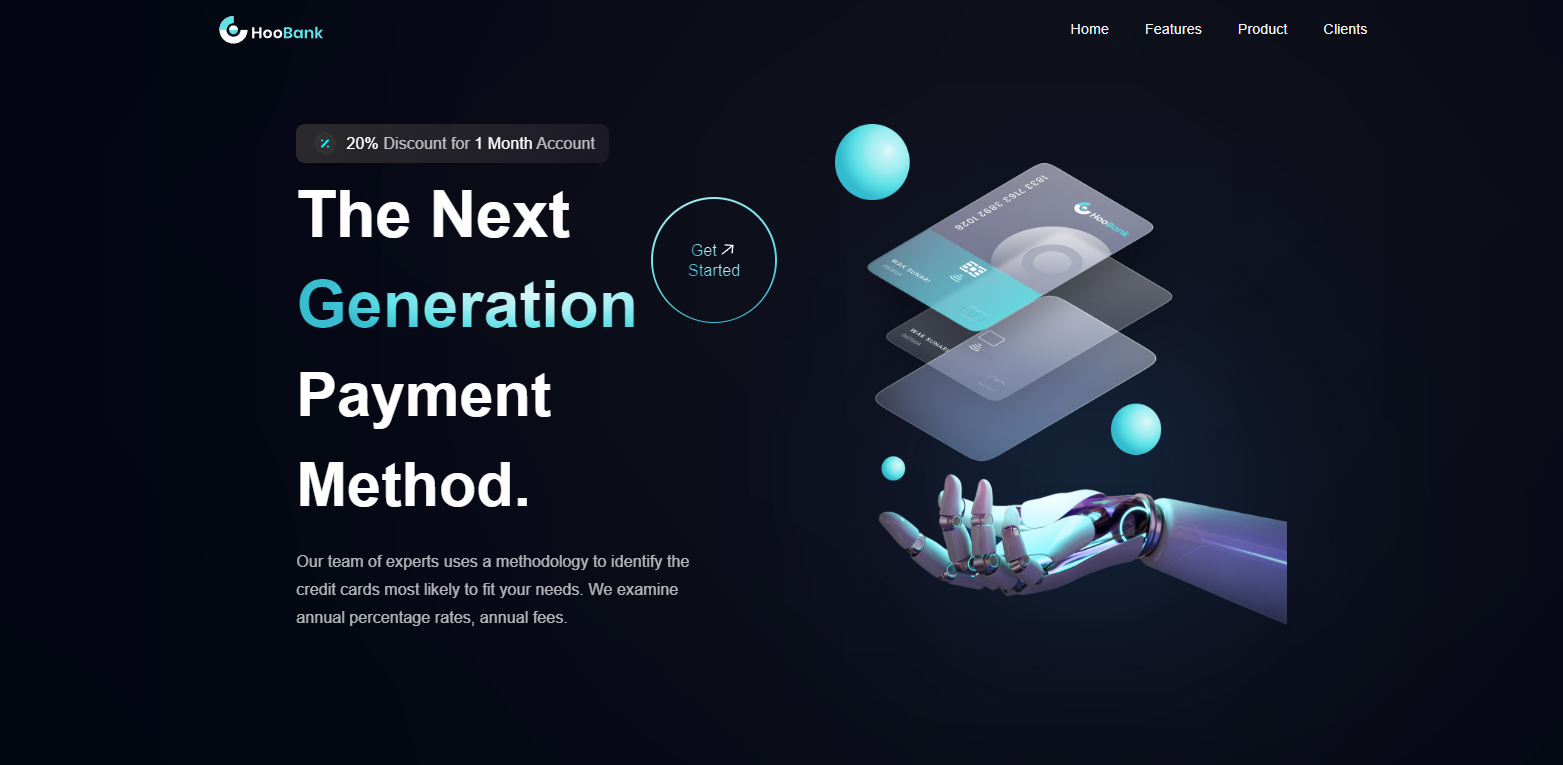 HooBank
Home
Features
Product
Clients
20% Discount for 1 Month Account
The Next
Generation
Payment
Method.
Get
Started
Our team of experts uses a methodology to identify the
credit cards most likely to fit your needs. We examine
annual percentage rates, annual fees.
1833 7163 3892 1028
HooBank
WAK SUNARI
WAK SUNARI